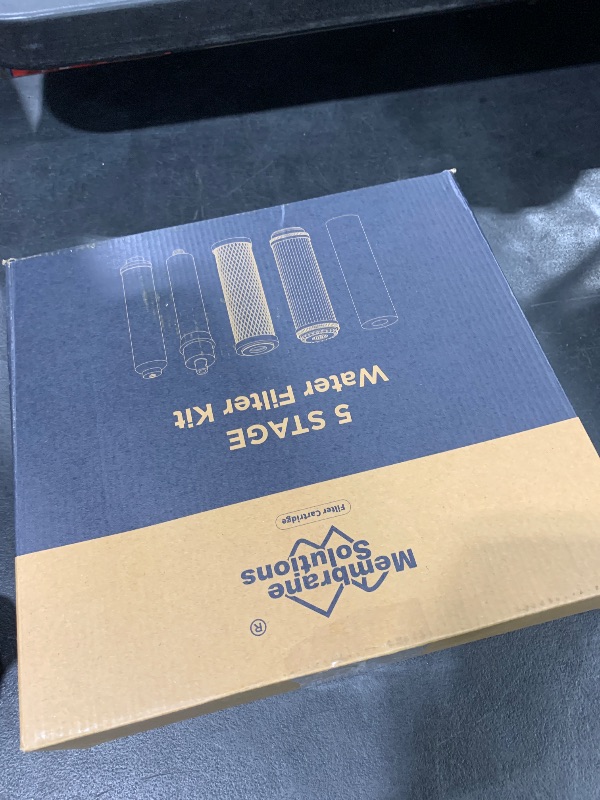 Membrane
Solutions
®
Filter Cartridge
5 STAGE
Water Filter Kit